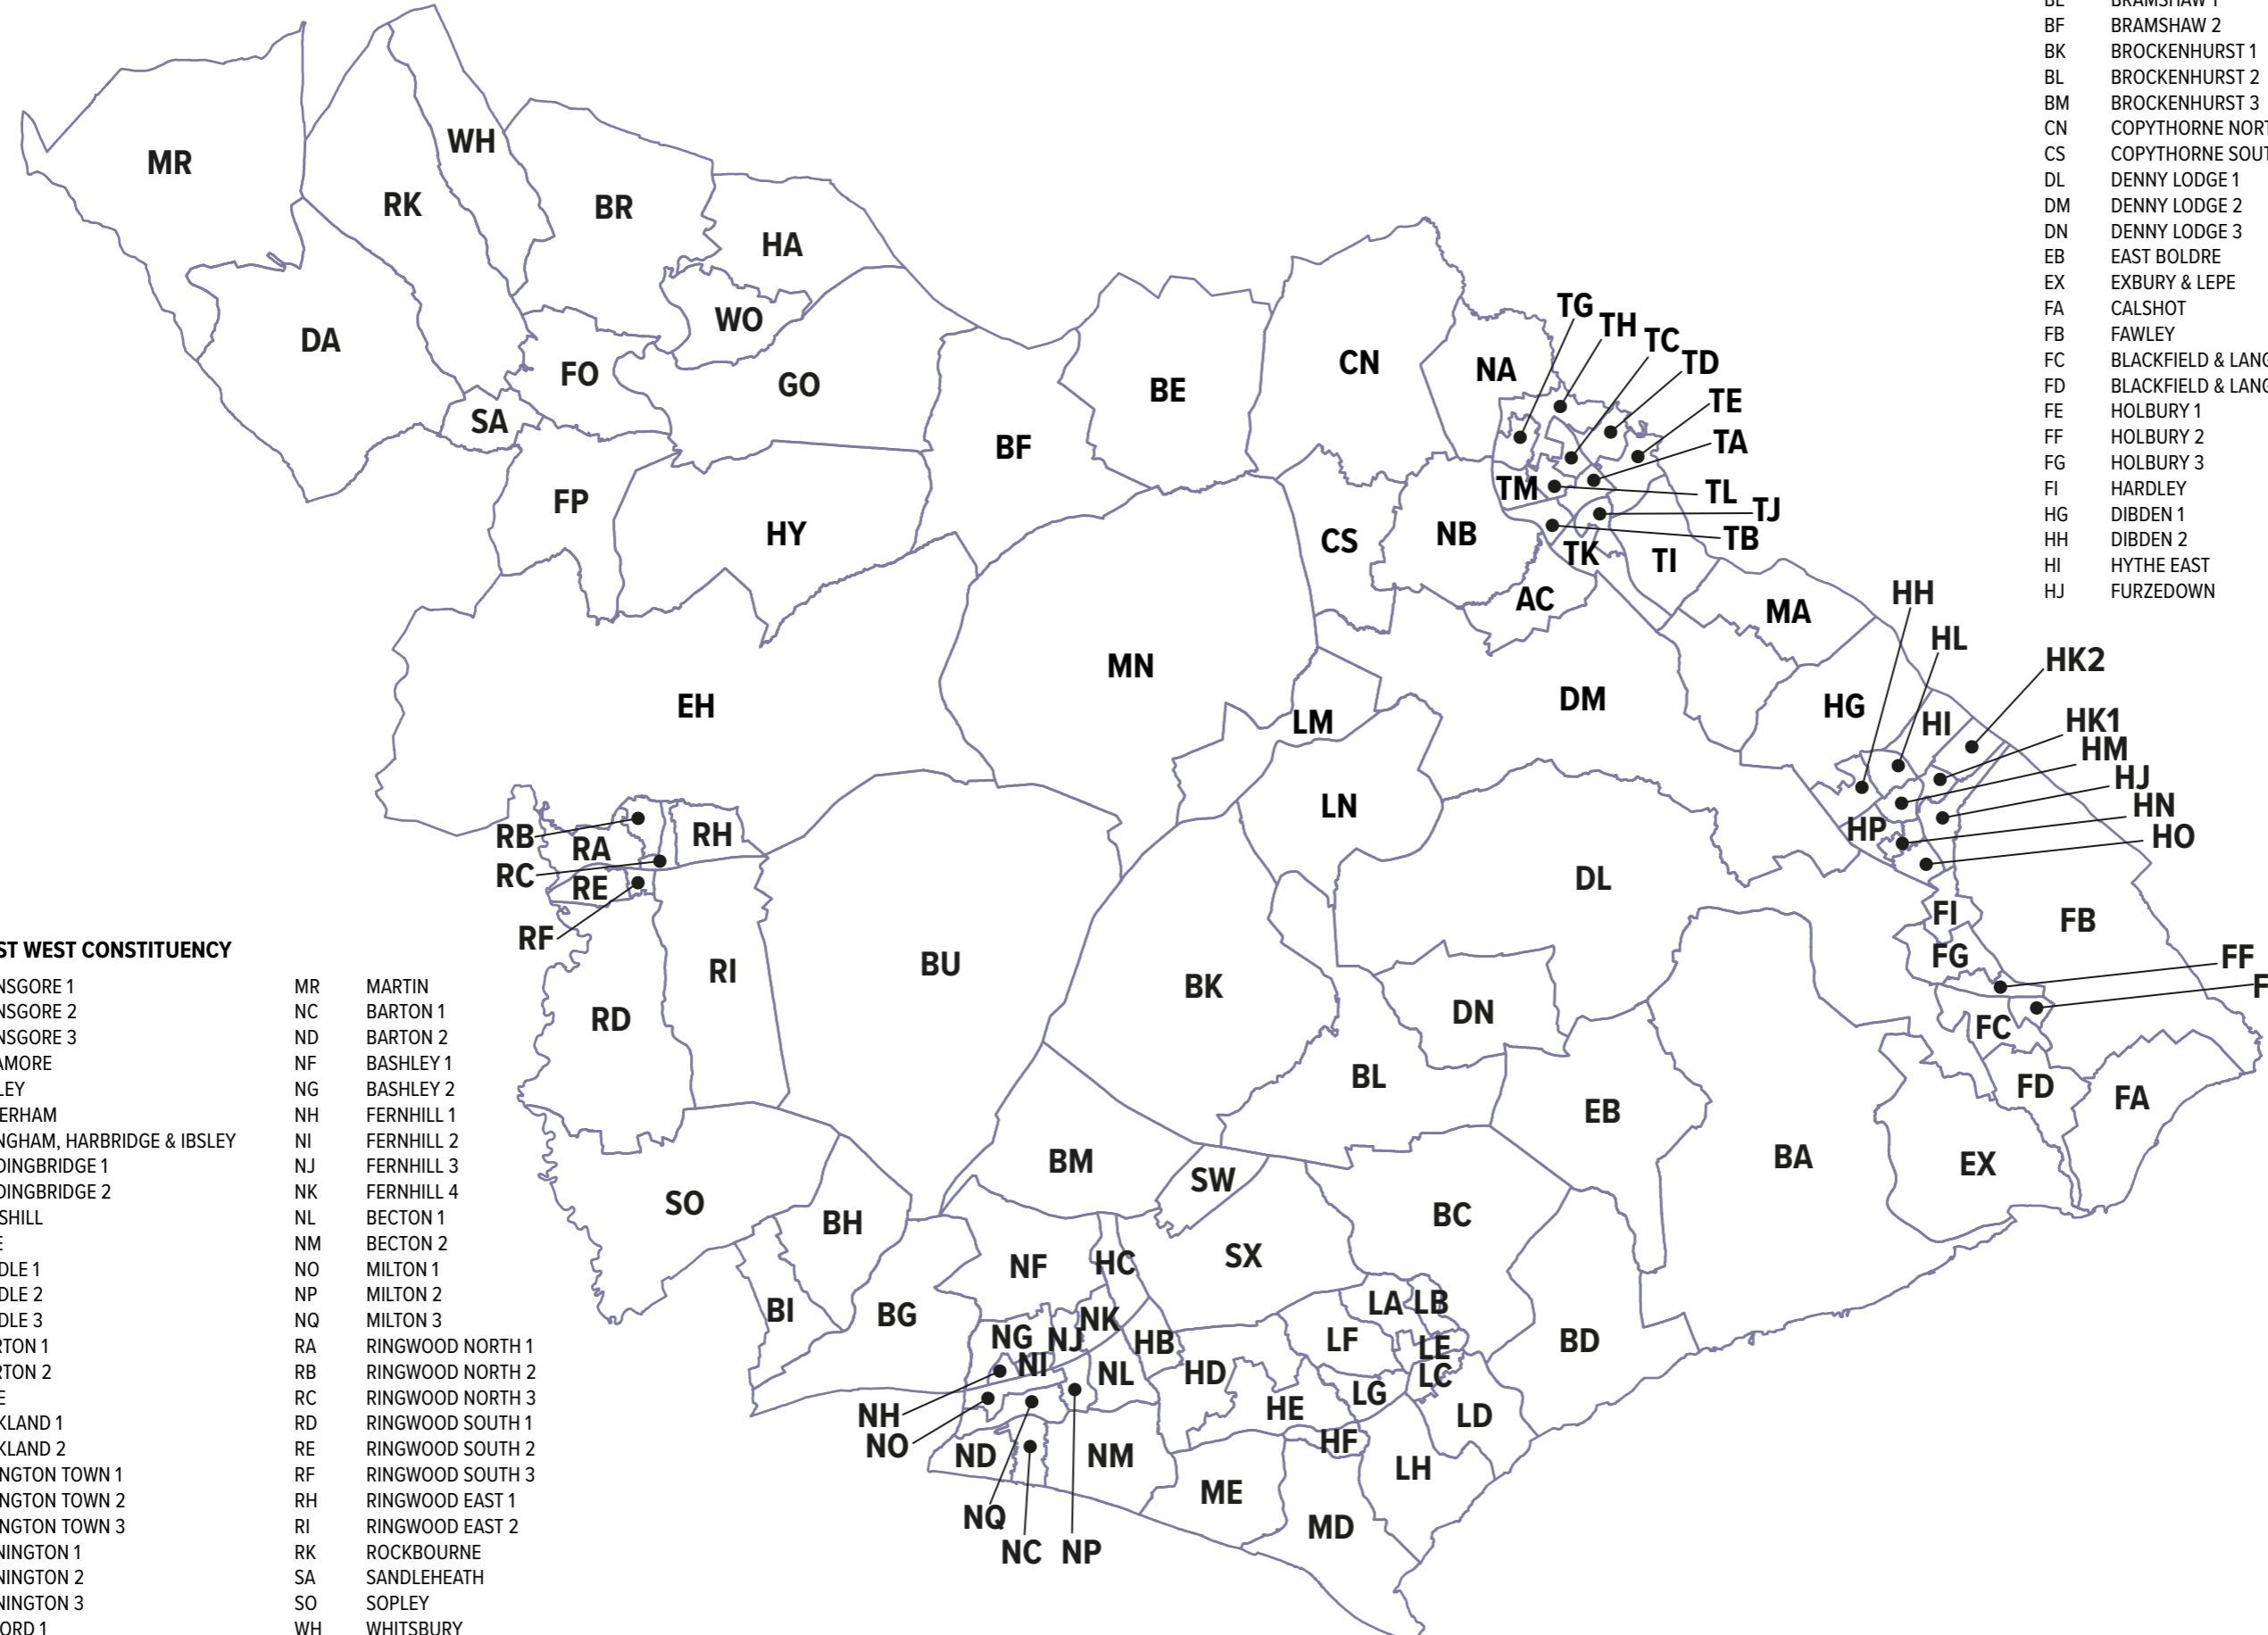 BE BRAMSHAW 1
BF BRAMSHAW 2
BK BROCKENHURST 1
BL BROCKENHURST 2
BM BROCKENHURST 3
CN COPYTHORNE NORT
CS COPYTHORNE SOUT
DL DENNY LODGE 1
DM DENNY LODGE 2
DN DENNY LODGE 3
EB EAST BOLDRE
EX EXBURY & LEPE
FA CALSHOT
FB FAWLEY
FC BLACKFIELD & LANG
FD BLACKFIELD & LANG
FE HOLBURY 1
FF HOLBURY 2
FG HOLBURY 3
FI HARDLEY
HG DIBDEN 1
HH DIBDEN 2
HI HYTHE EAST
HJ FURZEDOWN
WH
MR
RK
BR
HA
WO
DA
FO
GO
SA
FP
HY
BF
BE
CN
NA
TG
TH
TC
TD
TE
TA
TM
TL
TJ
TB
TK
TI
CS
NB
AC
MA
HH
HL
HK2
HG
HI
HK1
HM
HJ
HN
HO
HP
EH
MN
LM
DM
LN
DL
RB
RA
RH
RC
RE
RF
RI
RD
BU
BK
DN
BL
EB
BA
FI
FG
FB
FF
F
FC
FD
FA
EX
BM
SW
SO
BH
BC
SX
NF
HC
BI
BG
NK
NG
NJ
NI
HB
NL
HD
LA
LB
LF
LE
LC
LG
HE
LD
BD
NH
NO
ND
NM
HF
LH
ME
MD
NQ
NC
NP
ST WEST CONSTITUENCY
NSGORE 1
NSGORE 2
NSGORE 3
AMORE
LEY
ERHAM
NGHAM, HARBRIDGE & IBSLEY
DINGBRIDGE 1
DINGBRIDGE 2
SHILL
E
DLE 1
DLE 2
DLE 3
RTON 1
RTON 2
E
KLAND 1
KLAND 2
NGTON TOWN 1
NGTON TOWN 2
NGTON TOWN 3
NINGTON 1
NINGTON 2
NINGTON 3
ORD 1
MR MARTIN
NC BARTON 1
ND BARTON 2
NF BASHLEY 1
NG BASHLEY 2
NH FERNHILL 1
NI FERNHILL 2
NJ FERNHILL 3
NK FERNHILL 4
NL BECTON 1
NM BECTON 2
NO MILTON 1
NP MILTON 2
NQ MILTON 3
RA RINGWOOD NORTH 1
RB RINGWOOD NORTH 2
RC RINGWOOD NORTH 3
RD RINGWOOD SOUTH 1
RE RINGWOOD SOUTH 2
RF RINGWOOD SOUTH 3
RH RINGWOOD EAST 1
RI RINGWOOD EAST 2
RK ROCKBOURNE
SA SANDLEHEATH
SO SOPLEY
WH WHITSBURY